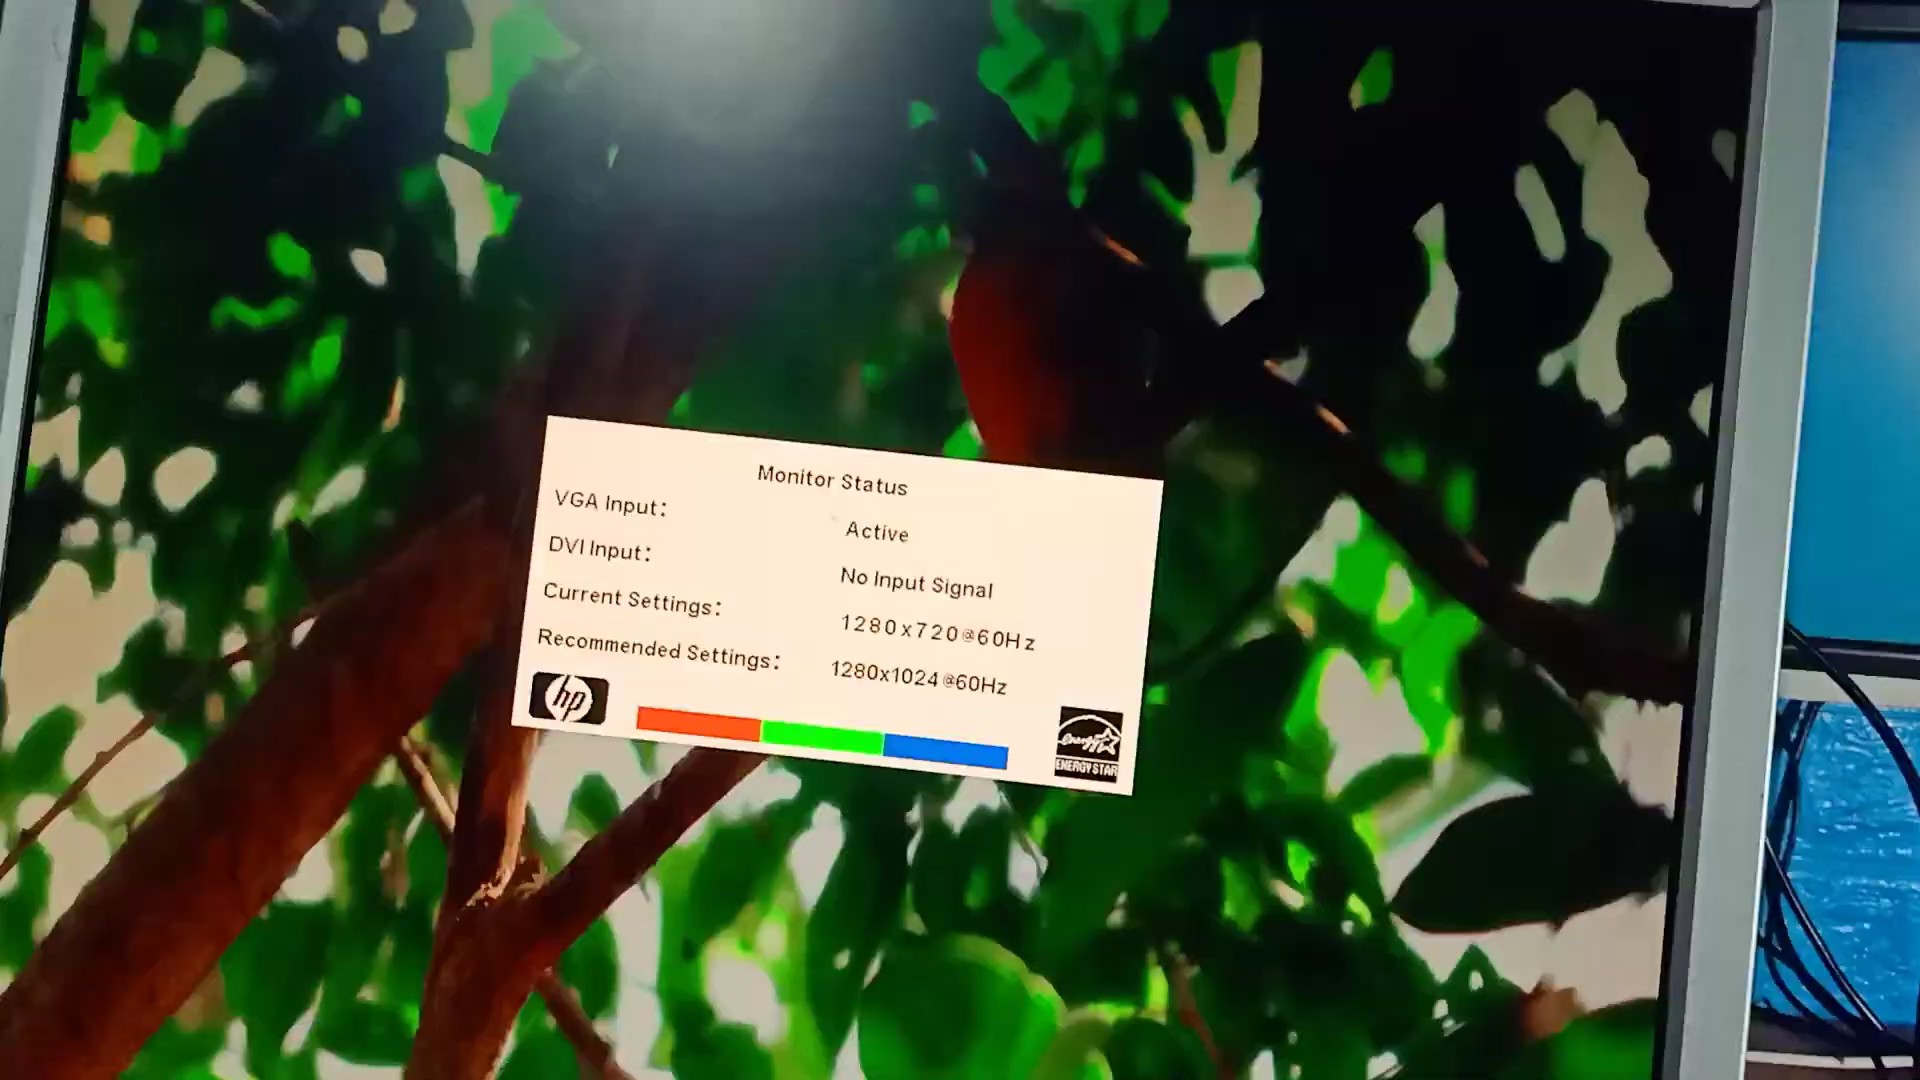 Monitor Status
VGA Input: Active
DVI Input: No Input Signal
Current Settings: 1280x720@60Hz
Recommended Settings: 1280x1024@60Hz
hp
energy
ENERGY STAR